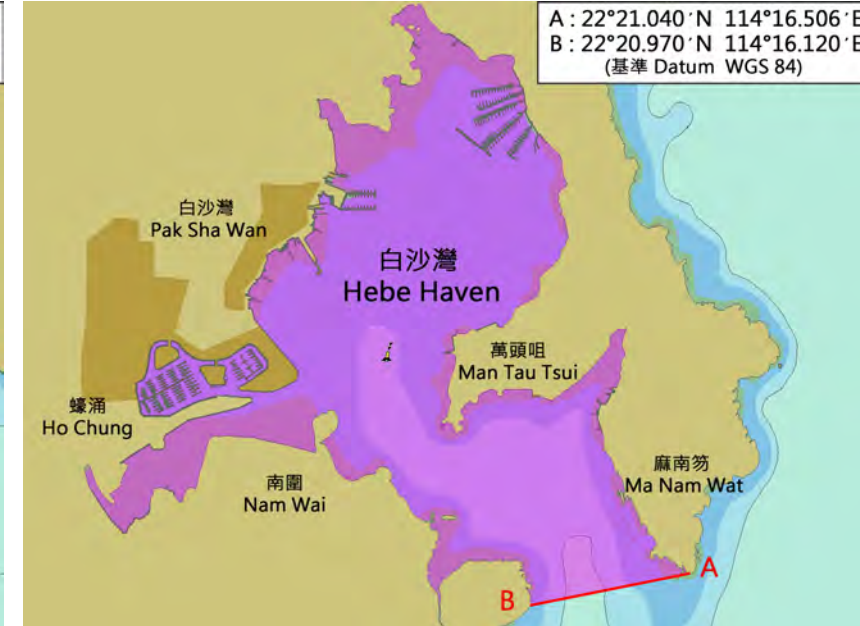 A : 22°21.040´N 114°16.506´E
B : 22°20.970´N 114°16.120´E
(基準 Datum WGS 84)
白沙灣
Pak Sha Wan
白沙灣
Hebe Haven
萬頭咀
Man Tau Tsui
蠔涌
Ho Chung
南圍
Nam Wai
麻南笏
Ma Nam Wat
A
B